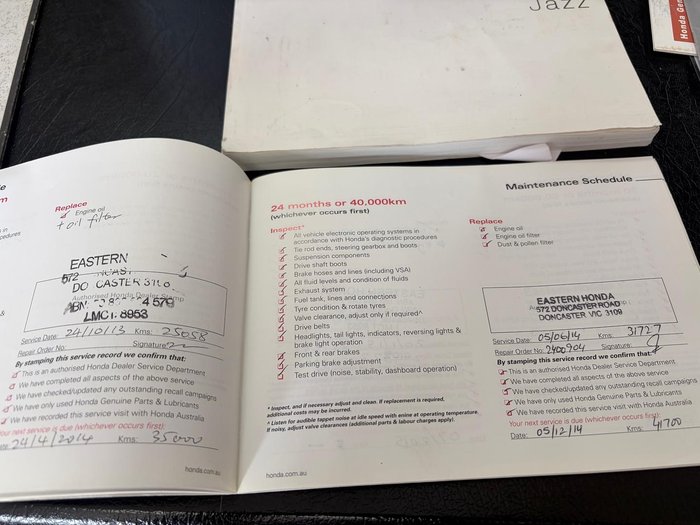 Jazz
Honda Gen
Replace
Engine oil
+ oil filter
EASTERN
572
DO CASTER 3108
Authorised Honda Dealer Stamp
ABN 4 579
LMCT 8953
Service Date: 24/10/13 Kms: 25058
Repair Order No: Signature
By stamping this service record we confirm that:
This is an authorised Honda Dealer Service Department
We have completed all aspects of the above service
We have checked/updated any outstanding recall campaigns
We have only used Honda Genuine Parts & Lubricants
We have recorded this service visit with Honda Australia
Your next service is due (whichever occurs first):
Date: 24/4/2014 Kms: 35000
honda.com.au
Maintenance Schedule
24 months or 40,000km
(whichever occurs first)
Inspect*
All vehicle electronic operating systems in
accordance with Honda's diagnostic procedures
Tie rod ends, steering gearbox and boots
Suspension components
Drive shaft boots
Brake hoses and lines (including VSA)
All fluid levels and condition of fluids
Exhaust system
Fuel tank, lines and connections
Tyre condition & rotate tyres
Valve clearance, adjust only if required^
Drive belts
Headlights, tail lights, indicators, reversing lights &
brake light operation
Front & rear brakes
Parking brake adjustment
Test drive (noise, stability, dashboard operation)
* Inspect, and if necessary adjust and clean. If replacement is required,
additional costs may be incurred.
^ Listen for audible tappet noise at idle speed with enine at operating temperature.
If noisy, adjust valve clearances (additional parts & labour charges apply).
honda.com.au
Replace
Engine oil
Engine oil filter
Dust & pollen filter
EASTERN HONDA
572 DONCASTER ROAD
DONCASTER VIC 3109
Service Date: 05/06/14 Kms: 31727
Repair Order No: 2400904 Signature:
By stamping this service record we confirm that:
This is an authorised Honda Dealer Service Department
We have completed all aspects of the above service
We have checked/updated any outstanding recall campaigns
We have only used Honda Genuine Parts & Lubricants
We have recorded this service visit with Honda Australia
Your next service is due (whichever occurs first):
Date: 05/12/14 Kms: 41700